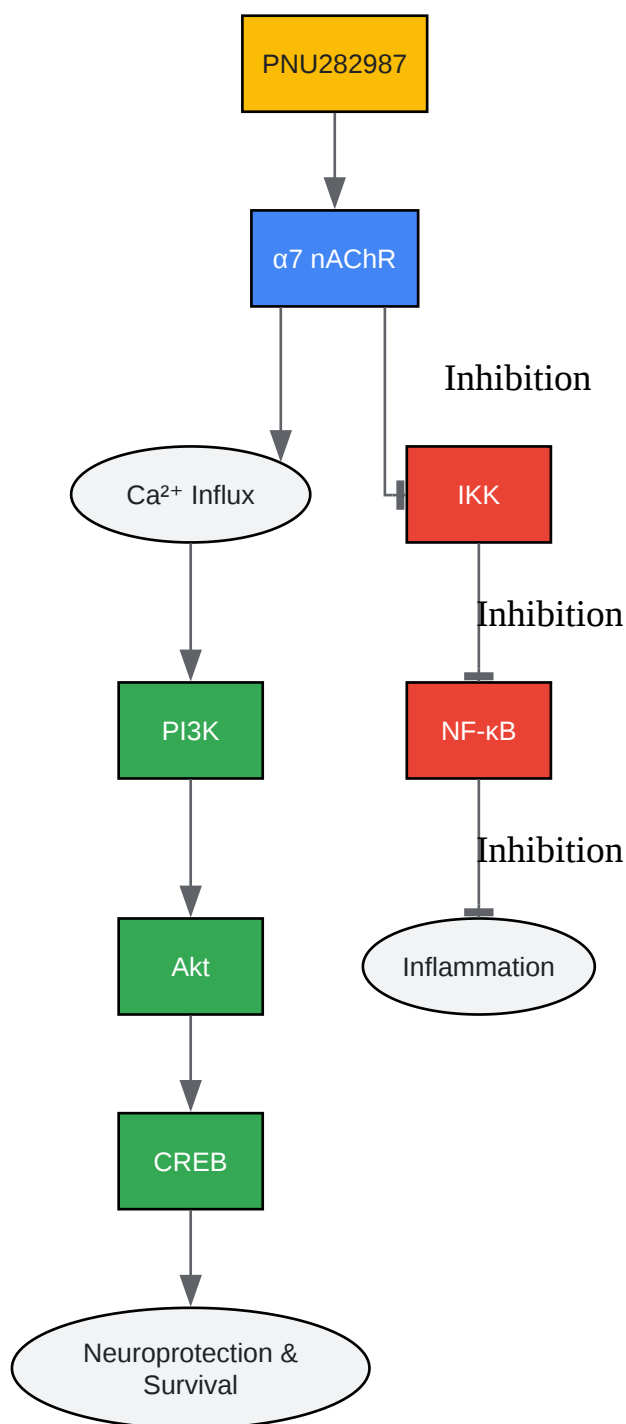 PNU282987
α7 nAChR
Inhibition
Ca²⁺ Influx
IKK
Inhibition
PI3K
NF-κB
Inhibition
Akt
Inflammation
CREB
Neuroprotection &
Survival